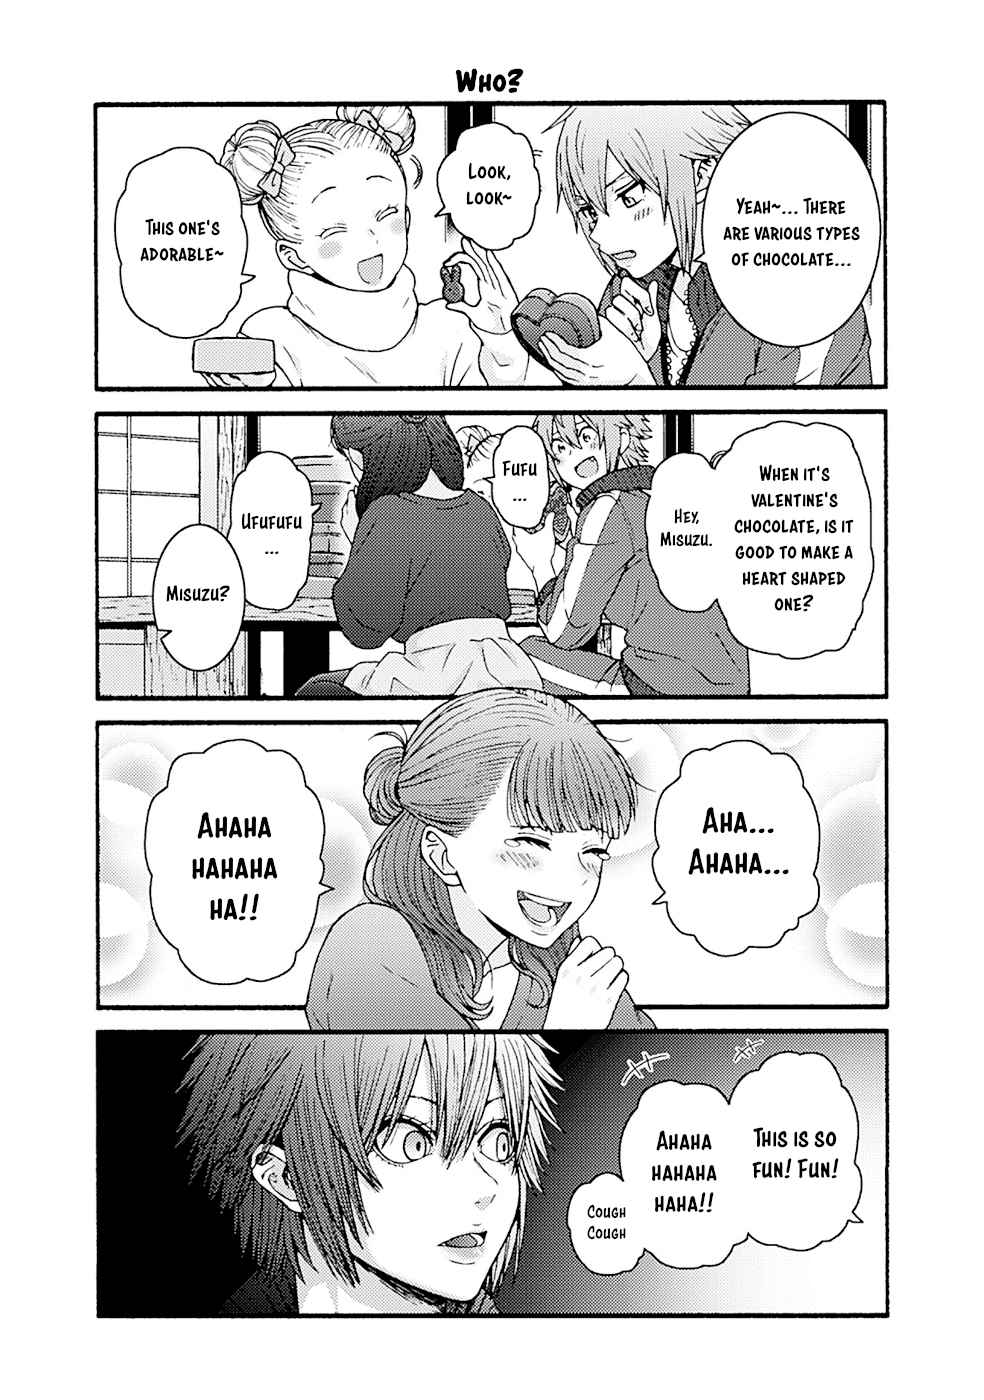 WHO?
YEAH~... THERE
ARE VARIOUS TYPES
OF CHOCOLATE...
LOOK,
LOOK~
THIS ONE'S
ADORABLE~
WHEN IT'S
VALENTINE'S
CHOCOLATE, IS IT
GOOD TO MAKE A
HEART SHAPED
ONE?
HEY,
MISUZU.
FUFU
...
UFUFUFU
...
MISUZU?
AHA...
AHAHA...
AHAHA
HAHAHA
HA!!
THIS IS SO
FUN! FUN!
AHAHA
HAHAHA
HAHA!!
COUGH
COUGH